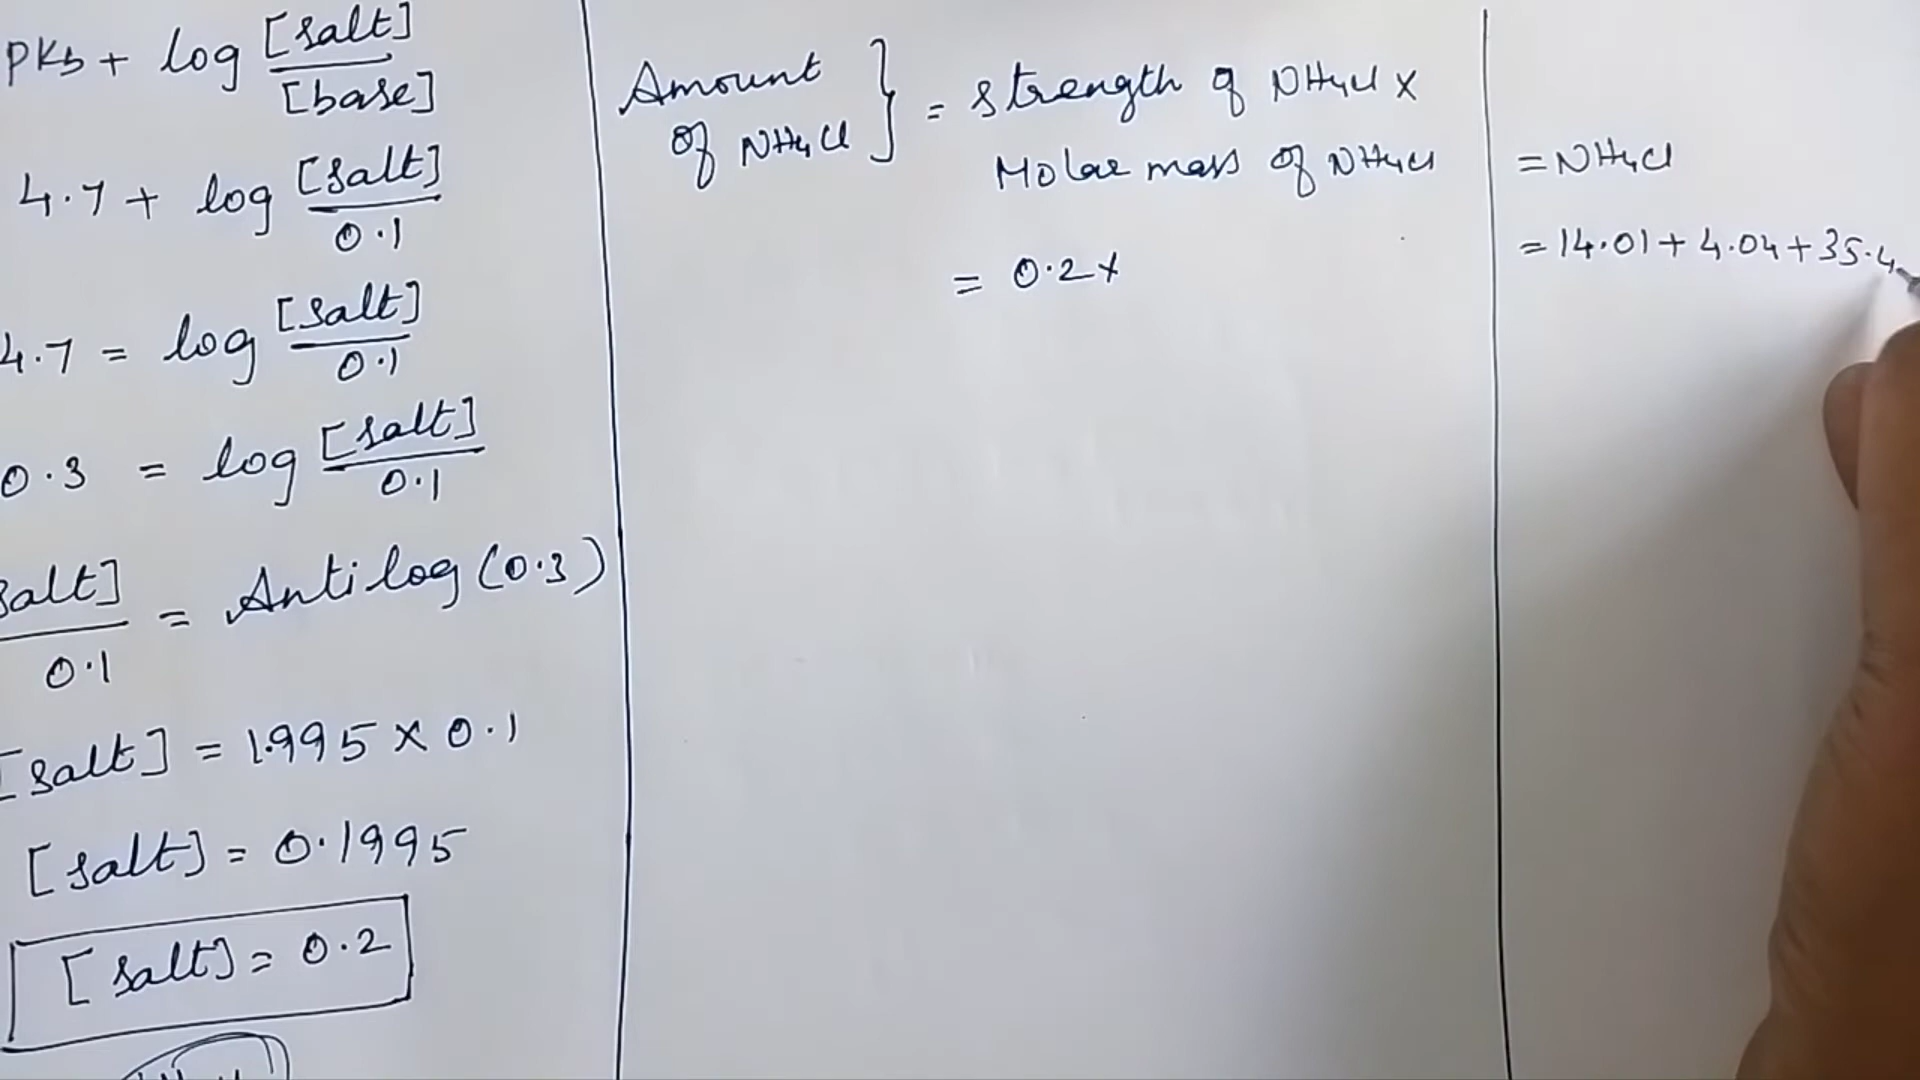 PKb + log [salt]
[base]
4.7 + log [salt]
0.1
4.7 = log [salt]
0.1
0.3 = log [salt]
0.1
salt] = Antilog (0.3)
0.1
[salt] = 1.995 × 0.1
[salt] = 0.1995
[salt] = 0.2
Amount
of NH4Cl } = strength of NH4Cl ×
Molar mass of NH4Cl
= 0.2 ×
= NH4Cl
= 14.01 + 4.04 + 35.4